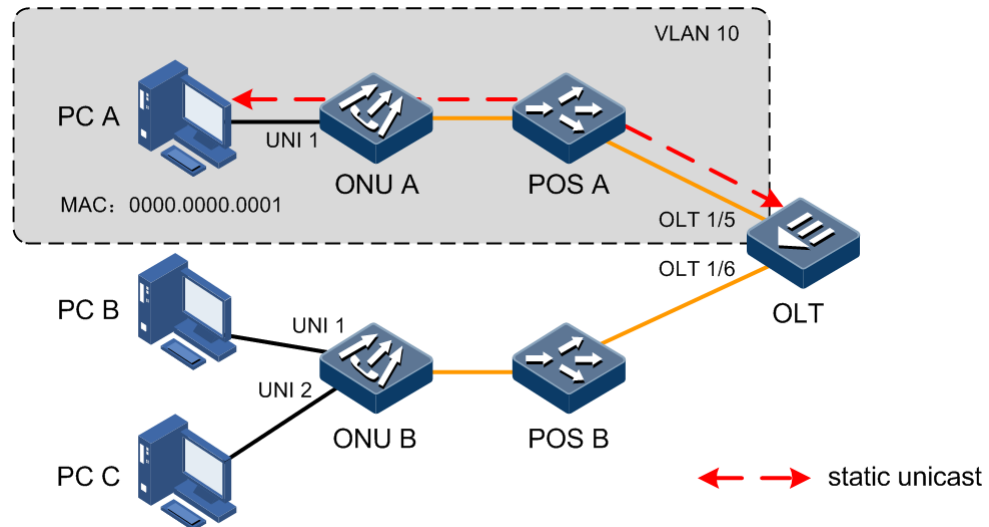 VLAN 10
PC A
UNI 1
ONU A
POS A
MAC：0000.0000.0001
OLT 1/5
OLT 1/6
PC B
UNI 1
OLT
UNI 2
ONU B
POS B
PC C
static unicast